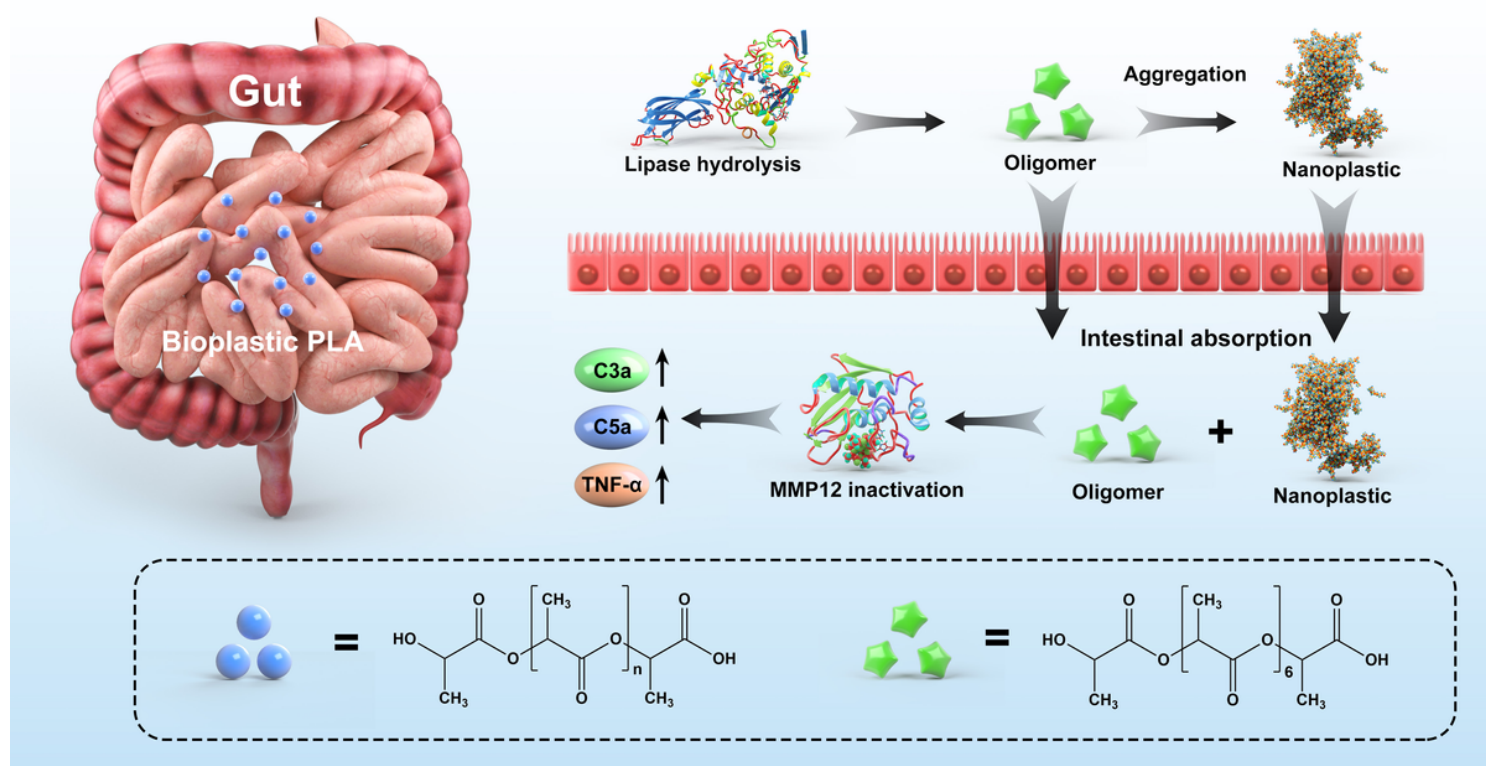 Gut
Bioplastic PLA
Lipase hydrolysis
Oligomer
Aggregation
Nanoplastic
Intestinal absorption
C3a
C5a
TNF-α
MMP12 inactivation
Oligomer
+
Nanoplastic
=
HO
O
CH3
O
CH3
O
O
n
CH3
O
OH
=
HO
O
CH3
O
CH3
O
O
6
CH3
O
OH